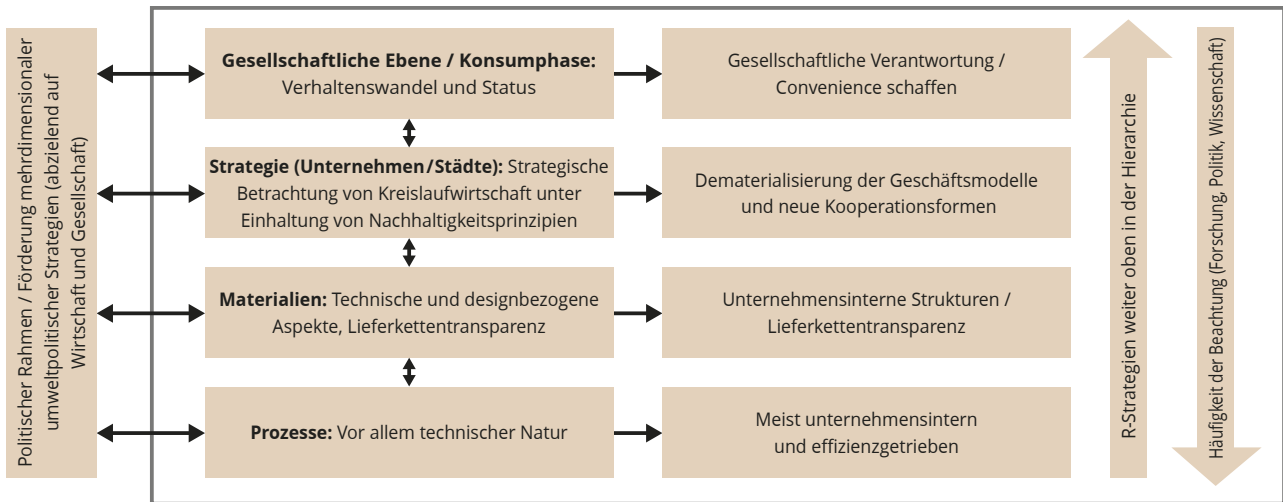 Politischer Rahmen / Förderung mehrdimensionaler
umweltpolitischer Strategien (abzielend auf
Wirtschaft und Gesellschaft)
Gesellschaftliche Ebene / Konsumphase:
Verhaltenswandel und Status
Gesellschaftliche Verantwortung /
Convenience schaffen
Strategie (Unternehmen/Städte): Strategische
Betrachtung von Kreislaufwirtschaft unter
Einhaltung von Nachhaltigkeitsprinzipien
Dematerialisierung der Geschäftsmodelle
und neue Kooperationsformen
Materialien: Technische und designbezogene
Aspekte, Lieferkettentransparenz
Unternehmensinterne Strukturen /
Lieferkettentransparenz
Prozesse: Vor allem technischer Natur
Meist unternehmensintern
und effizienzgetrieben
R-Strategien weiter oben in der Hierarchie
Häufigkeit der Beachtung (Forschung, Politik, Wissenschaft)